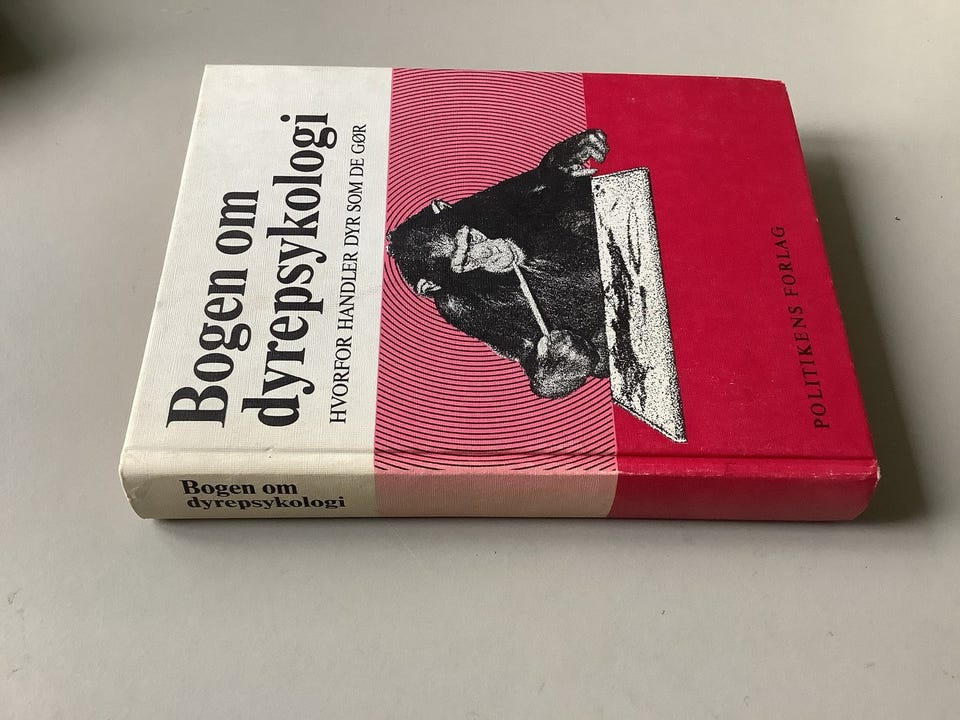 Bogen om
dyrepsykologi
HVORFOR HANDLER DYR SOM DE GØR
POLITIKENS FORLAG
Bogen om
dyrepsykologi